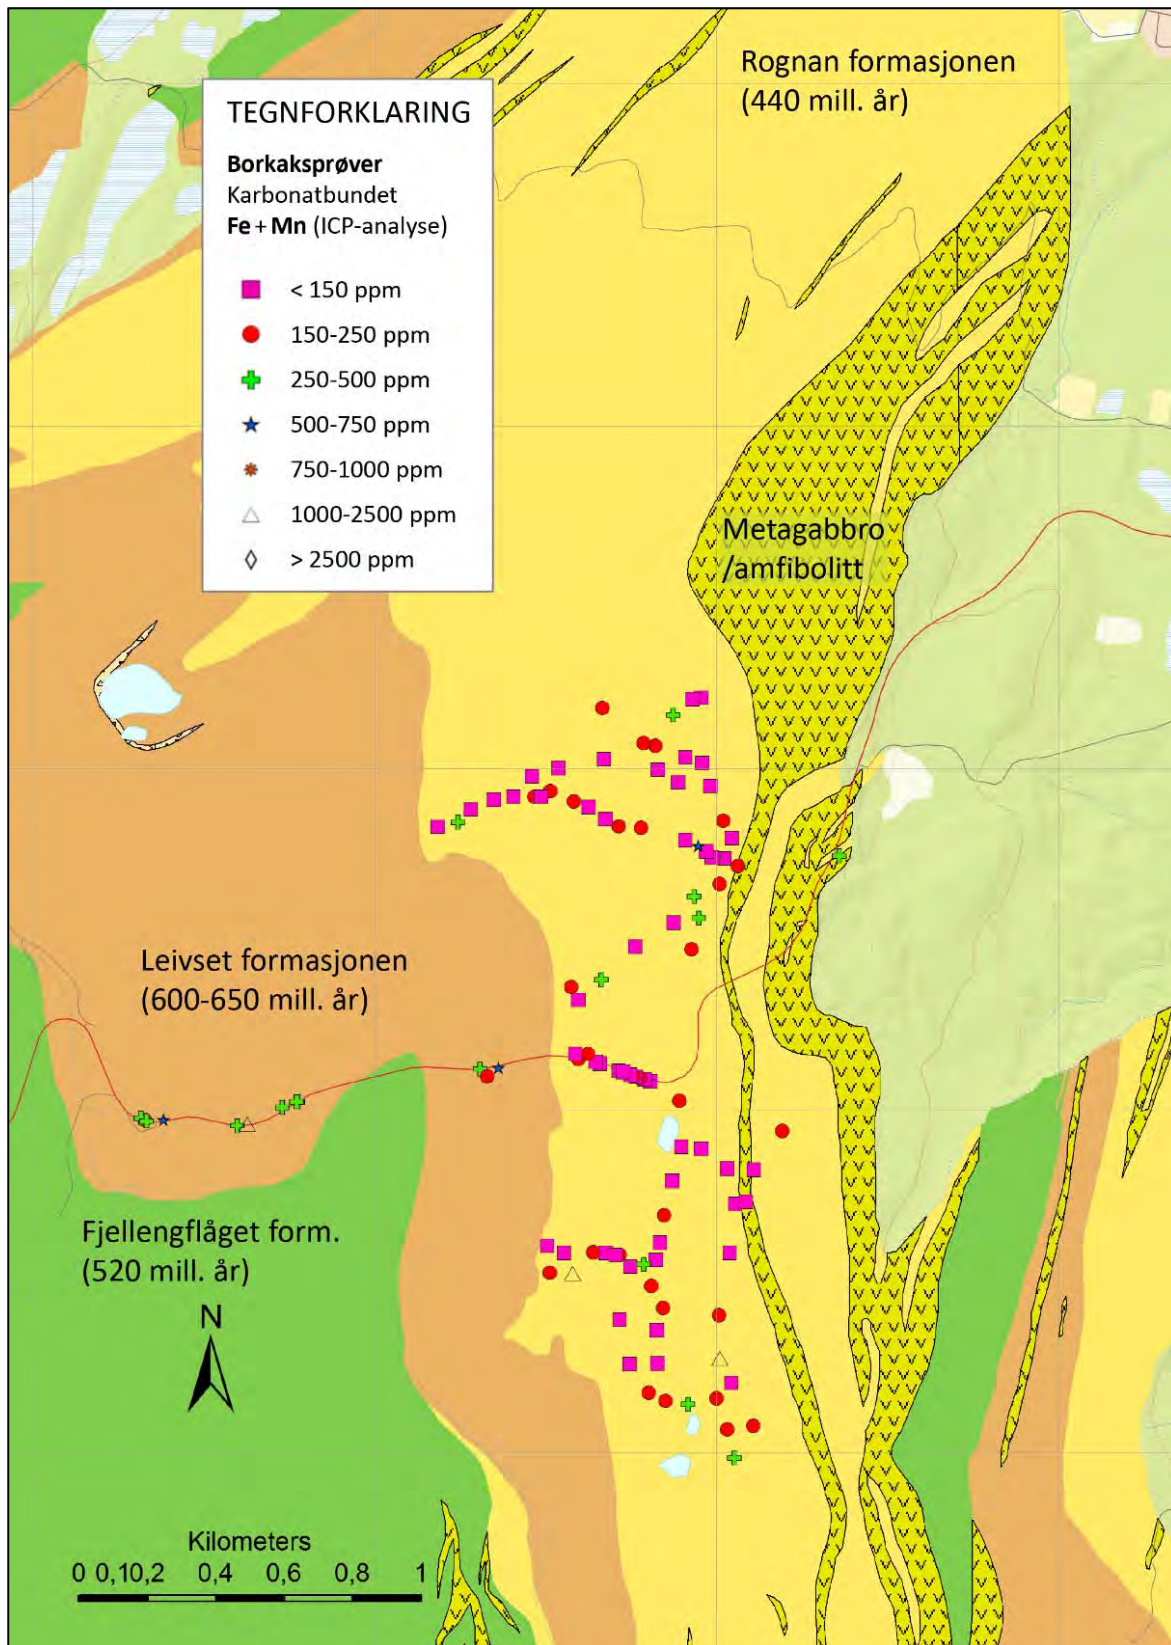 Rognan formasjonen
(440 mill. år)
TEGNFORKLARING
Borkaksprøver
Karbonatbundet
Fe + Mn (ICP-analyse)
< 150 ppm
150-250 ppm
250-500 ppm
500-750 ppm
750-1000 ppm
1000-2500 ppm
> 2500 ppm
Metagabbro
/amfibolitt
Leivset formasjonen
(600-650 mill. år)
Fjellengflåget form.
(520 mill. år)
N
Kilometers
0 0,10,2 0,4 0,6 0,8 1